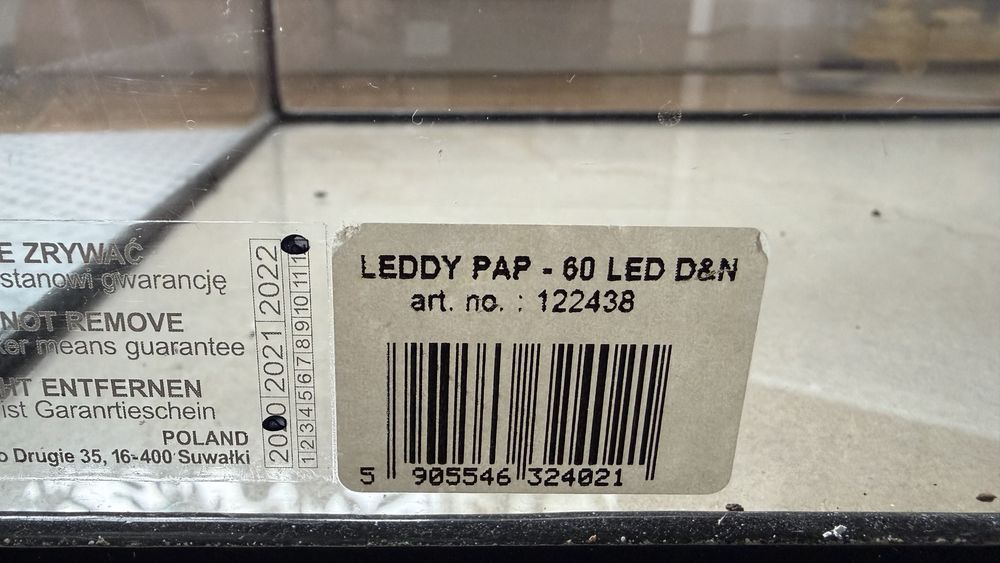 E ZRYWAĆ
stanowi gwarancję
NOT REMOVE
ker means guarantee
HT ENTFERNEN
ist Garanrtieschein
POLAND
o Drugie 35, 16-400 Suwałki
2020 2021 2022
1 2 3 4 5 6 7 8 9 10 11
LEDDY PAP - 60 LED D&N
art. no. : 122438
5 905546 324021